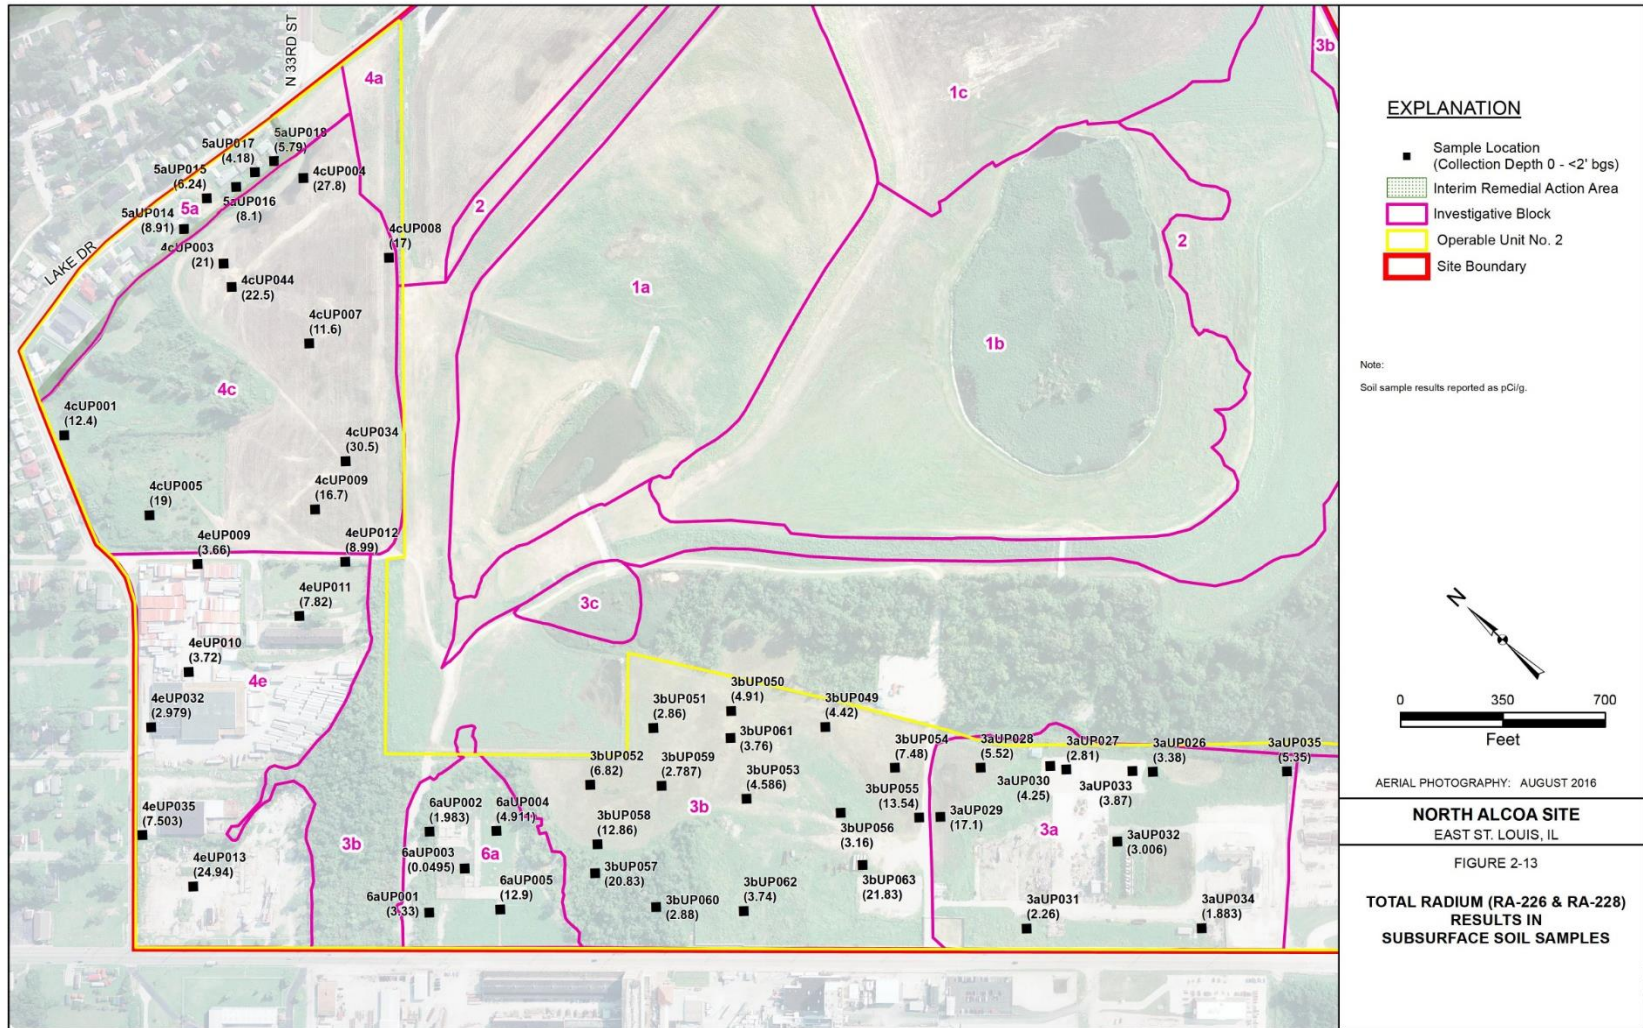 N 33RD ST
LAKE DR
4a
1c
3b
2
2
5a
1a
1b
4c
3c
4e
3b
6a
3b
3a
5aUP018
(5.79)
5aUP017
(4.18)
5aUP015
(6.24)
4cUP004
(27.8)
5aUP016
(8.1)
5aUP014
(8.91)
4cUP008
(17)
4cUP003
(21)
4cUP044
(22.5)
4cUP007
(11.6)
4cUP001
(12.4)
4cUP034
(30.5)
4cUP005
(19)
4cUP009
(16.7)
4eUP009
(3.66)
4eUP012
(8.99)
4eUP011
(7.82)
4eUP010
(3.72)
4eUP032
(2.979)
4eUP035
(7.503)
4eUP013
(24.94)
3bUP051
(2.86)
3bUP050
(4.91)
3bUP049
(4.42)
3bUP061
(3.76)
3bUP052
(6.82)
3bUP059
(2.787)
3bUP053
(4.586)
3bUP054
(7.48)
3bUP055
(13.54)
3bUP056
(3.16)
3bUP058
(12.86)
3bUP057
(20.83)
3bUP060
(2.88)
3bUP062
(3.74)
3bUP063
(21.83)
6aUP002
(1.983)
6aUP004
(4.911)
6aUP003
(0.0495)
6aUP001
(3.33)
6aUP005
(12.9)
3aUP028
(5.52)
3aUP027
(2.81)
3aUP026
(3.38)
3aUP035
(5.35)
3aUP030
(4.25)
3aUP033
(3.87)
3aUP029
(17.1)
3aUP032
(3.006)
3aUP031
(2.26)
3aUP034
(1.883)
EXPLANATION
Sample Location
(Collection Depth 0 - <2' bgs)
Interim Remedial Action Area
Investigative Block
Operable Unit No. 2
Site Boundary
Note:
Soil sample results reported as pCi/g.
N
0 350 700
Feet
AERIAL PHOTOGRAPHY: AUGUST 2016
NORTH ALCOA SITE
EAST ST. LOUIS, IL
FIGURE 2-13
TOTAL RADIUM (RA-226 & RA-228)
RESULTS IN
SUBSURFACE SOIL SAMPLES